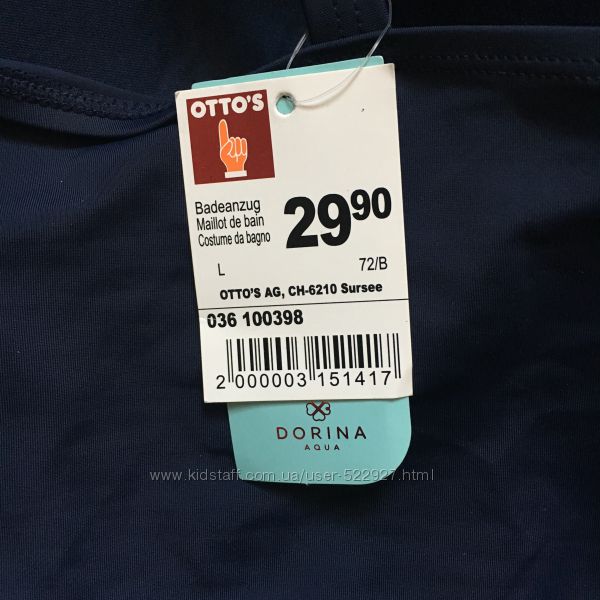 OTTO'S
Badeanzug
Maillot de bain
Costume da bagno
29 90
L 72/B
OTTO'S AG, CH-6210 Sursee
036 100398
2 000003 151417
DORINA
AQUA
www.kidstaff.com.ua/user-522927.html